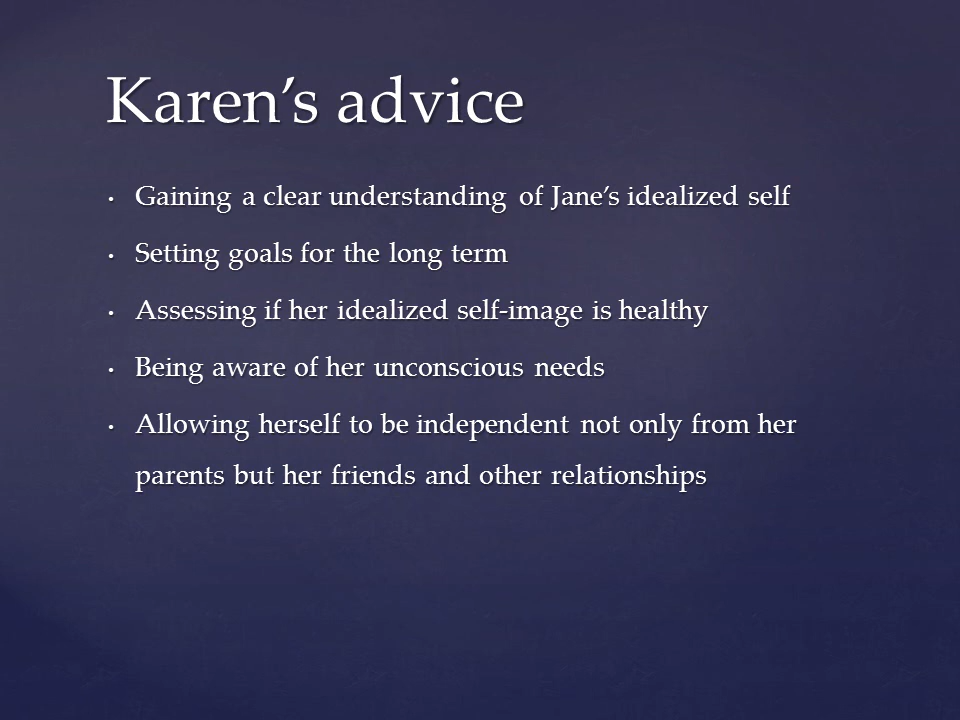 Karen’s advice
• Gaining a clear understanding of Jane’s idealized self
• Setting goals for the long term
• Assessing if her idealized self-image is healthy
• Being aware of her unconscious needs
• Allowing herself to be independent not only from her
parents but her friends and other relationships